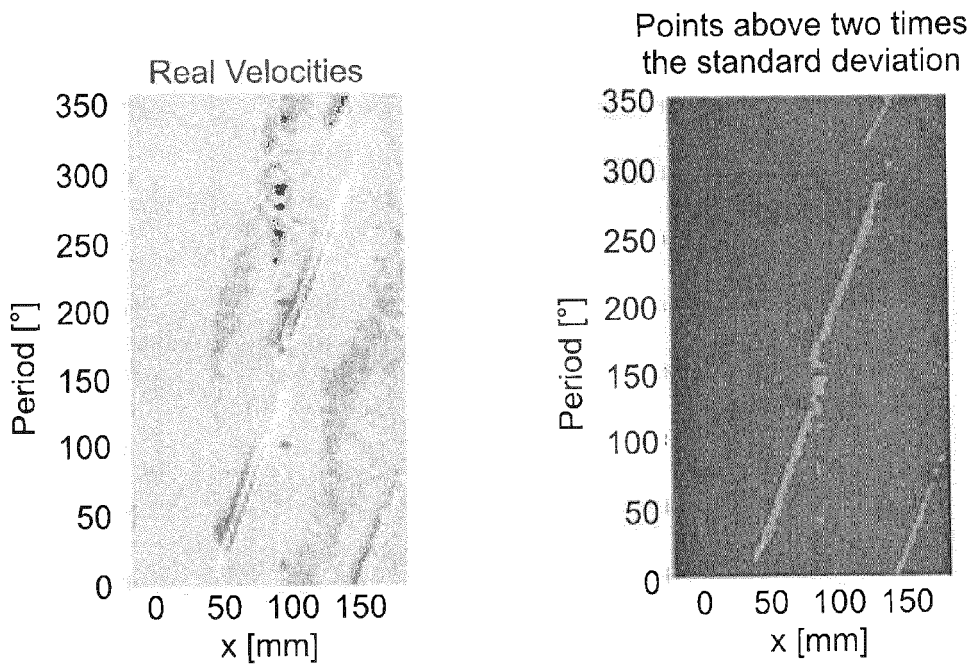 Real Velocities
350
300
250
200
150
100
50
0
Period [°]
0 50 100 150
x [mm]
Points above two times
the standard deviation
350
300
250
200
150
100
50
0
Period [°]
0 50 100 150
x [mm]